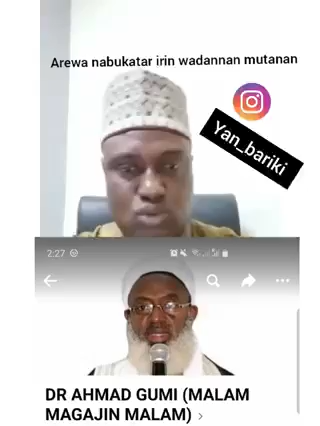 Arewa nabukatar irin wadannan mutanan
Yan_bariki
2:27
DR AHMAD GUMI (MALAM
MAGAJIN MALAM)